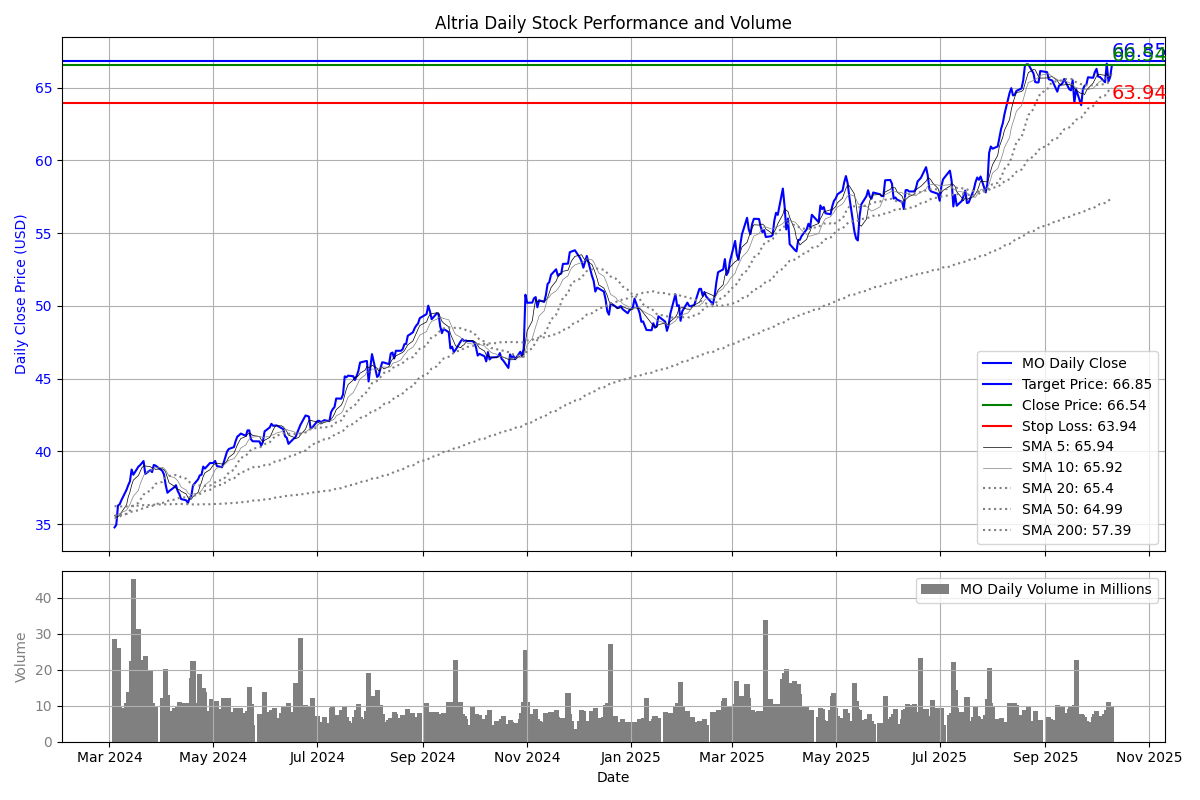 Altria Daily Stock Performance and Volume
66.85
66.54
63.94
65
60
55
50
45
40
35
Daily Close Price (USD)
MO Daily Close
Target Price: 66.85
Close Price: 66.54
Stop Loss: 63.94
SMA 5: 65.94
SMA 10: 65.92
SMA 20: 65.4
SMA 50: 64.99
SMA 200: 57.39
MO Daily Volume in Millions
40
30
20
10
0
Volume
Mar 2024 May 2024 Jul 2024 Sep 2024 Nov 2024 Jan 2025 Mar 2025 May 2025 Jul 2025 Sep 2025 Nov 2025
Date